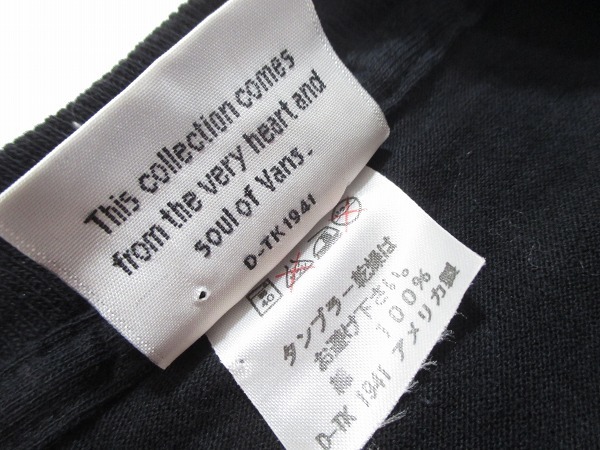 This collection comes
from the very heart and
soul of Vans.
D-TK 1941
40
タンブラー乾燥は
お避け下さい。
綿 100%
D-TK 1941 アメリカ製